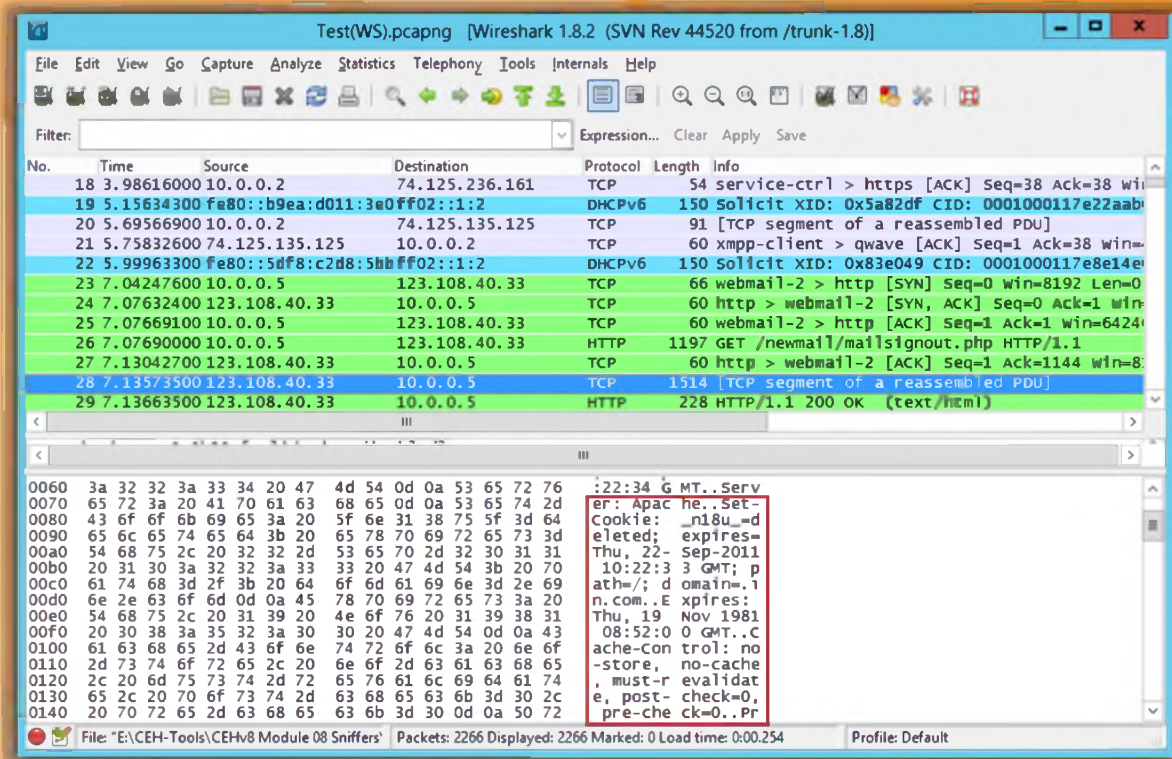 Test(WS).pcapng [Wireshark 1.8.2 (SVN Rev 44520 from /trunk-1.8)]
File Edit View Go Capture Analyze Statistics Telephony Tools Internals Help
Filter: Expression... Clear Apply Save
No. Time Source Destination Protocol Length Info
18 3.98616000 10.0.0.2 74.125.236.161 TCP 54 service-ctrl > https [ACK] Seq=38 Ack=38 Wi
19 5.15634300 fe80::b9ea:d011:3e0 ff02::1:2 DHCPv6 150 Solicit XID: 0x5a82df CID: 0001000117e22aab
20 5.69566900 10.0.0.2 74.125.135.125 TCP 91 [TCP segment of a reassembled PDU]
21 5.75832600 74.125.135.125 10.0.0.2 TCP 60 xmpp-client > qwave [ACK] Seq=1 Ack=38 Win=
22 5.99963300 fe80::5df8:c2d8:5bb ff02::1:2 DHCPv6 150 Solicit XID: 0x83e049 CID: 0001000117e8e14e
23 7.04247600 10.0.0.5 123.108.40.33 TCP 66 webmail-2 > http [SYN] Seq=0 Win=8192 Len=0
24 7.07632400 123.108.40.33 10.0.0.5 TCP 60 http > webmail-2 [SYN, ACK] Seq=0 Ack=1 Win
25 7.07669100 10.0.0.5 123.108.40.33 TCP 60 webmail-2 > http [ACK] Seq=1 Ack=1 Win=6424
26 7.07690000 10.0.0.5 123.108.40.33 HTTP 1197 GET /newmail/mailsignout.php HTTP/1.1
27 7.13042700 123.108.40.33 10.0.0.5 TCP 60 http > webmail-2 [ACK] Seq=1 Ack=1144 Win=8
28 7.13573500 123.108.40.33 10.0.0.5 TCP 1514 [TCP segment of a reassembled PDU]
29 7.13663500 123.108.40.33 10.0.0.5 HTTP 228 HTTP/1.1 200 OK (text/html)
0060 3a 32 32 3a 33 34 20 47 4d 54 0d 0a 53 65 72 76 :22:34 G MT..Serv
0070 65 72 3a 20 41 70 61 63 68 65 0d 0a 53 65 74 2d er: Apac he..Set-
0080 43 6f 6f 6b 69 65 3a 20 5f 6e 31 38 75 5f 3d 64 Cookie: _n18u_=d
0090 65 6c 65 74 65 64 3b 20 65 78 70 69 72 65 73 3d eleted; expires=
00a0 54 68 75 2c 20 32 32 2d 53 65 70 2d 32 30 31 31 Thu, 22- Sep-2011
00b0 20 31 30 3a 32 32 3a 33 33 20 47 4d 54 3b 20 70 10:22:3 3 GMT; p
00c0 61 74 68 3d 2f 3b 20 64 6f 6d 61 69 6e 3d 2e 69 ath=/; d omain=.i
00d0 6e 2e 63 6f 6d 0d 0a 45 78 70 69 72 65 73 3a 20 n.com..E xpires:
00e0 54 68 75 2c 20 31 39 20 4e 6f 76 20 31 39 38 31 Thu, 19 Nov 1981
00f0 20 30 38 3a 35 32 3a 30 30 20 47 4d 54 0d 0a 43 08:52:0 0 GMT..C
0100 61 63 68 65 2d 43 6f 6e 74 72 6f 6c 3a 20 6e 6f ache-Con trol: no
0110 2d 73 74 6f 72 65 2c 20 6e 6f 2d 63 61 63 68 65 -store, no-cache
0120 2c 20 6d 75 73 74 2d 72 65 76 61 6c 69 64 61 74 , must-r evalidat
0130 65 2c 20 70 6f 73 74 2d 63 68 65 63 6b 3d 30 2c e, post- check=0,
0140 20 70 72 65 2d 63 68 65 63 6b 3d 30 0d 0a 50 72 pre-che ck=0..Pr
File: "E:\CEH-Tools\CEHv8 Module 08 Sniffers\ Packets: 2266 Displayed: 2266 Marked: 0 Load time: 0:00.254 Profile: Default